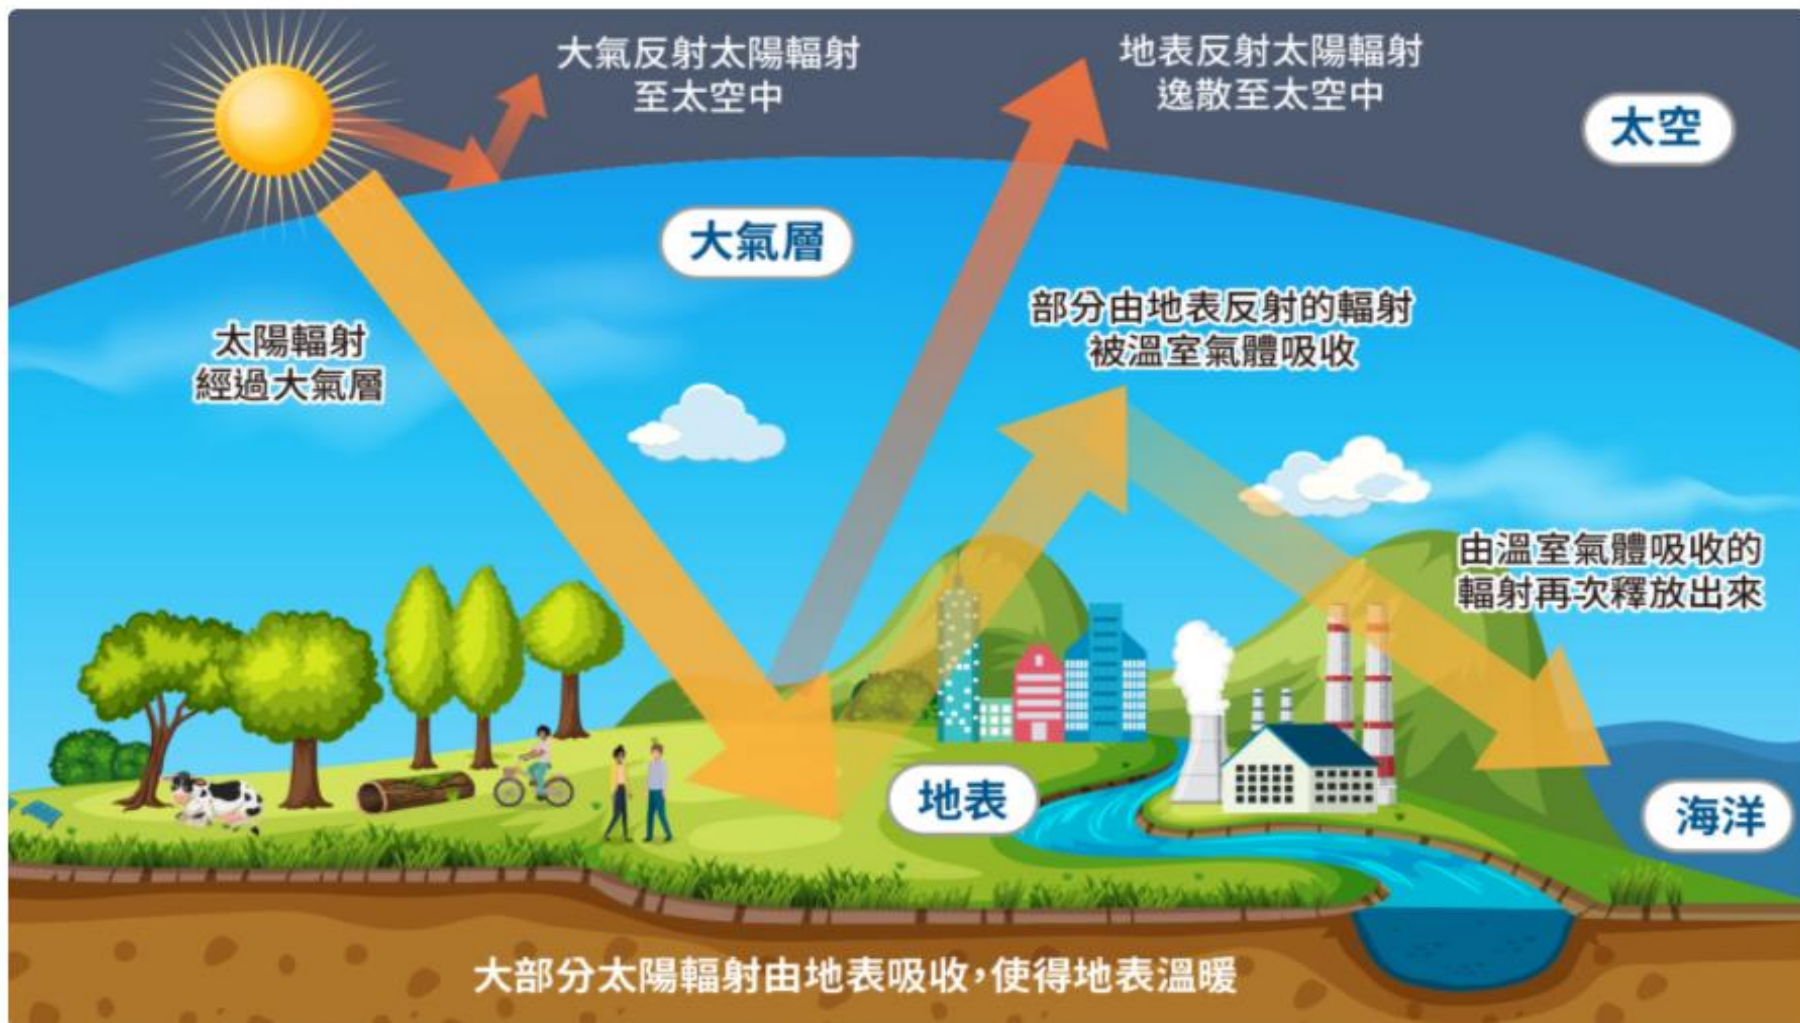 大氣反射太陽輻射
至太空中
地表反射太陽輻射
逸散至太空中
太空
大氣層
部分由地表反射的輻射
被溫室氣體吸收
太陽輻射
經過大氣層
由溫室氣體吸收的
輻射再次釋放出來
地表
海洋
大部分太陽輻射由地表吸收,使得地表溫暖